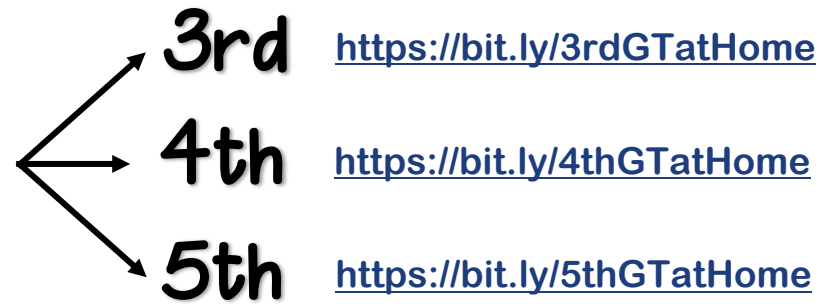 3rd https://bit.ly/3rdGTatHome
4th https://bit.ly/4thGTatHome
5th https://bit.ly/5thGTatHome